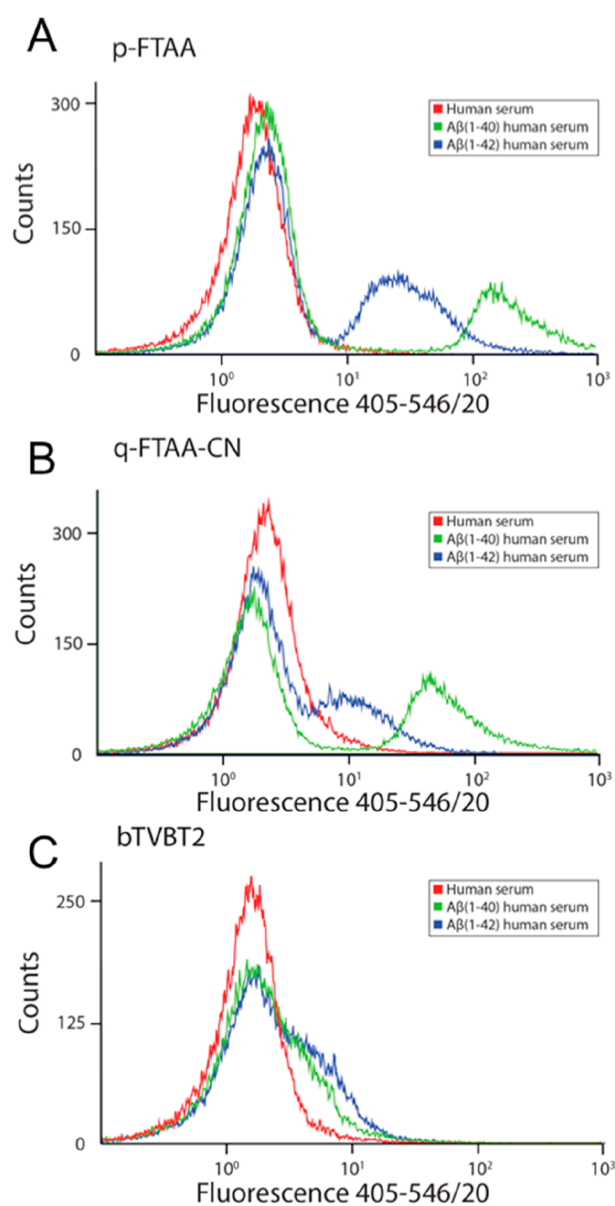 A
p-FTAA
300
150
0
Counts
Human serum
Aβ(1-40) human serum
Aβ(1-42) human serum
10⁰
10¹
10²
10³
Fluorescence 405-546/20
B
q-FTAA-CN
300
150
0
Counts
Human serum
Aβ(1-40) human serum
Aβ(1-42) human serum
10⁰
10¹
10²
10³
Fluorescence 405-546/20
C
bTVBT2
250
125
0
Counts
Human serum
Aβ(1-40) human serum
Aβ(1-42) human serum
10⁰
10¹
10²
10³
Fluorescence 405-546/20